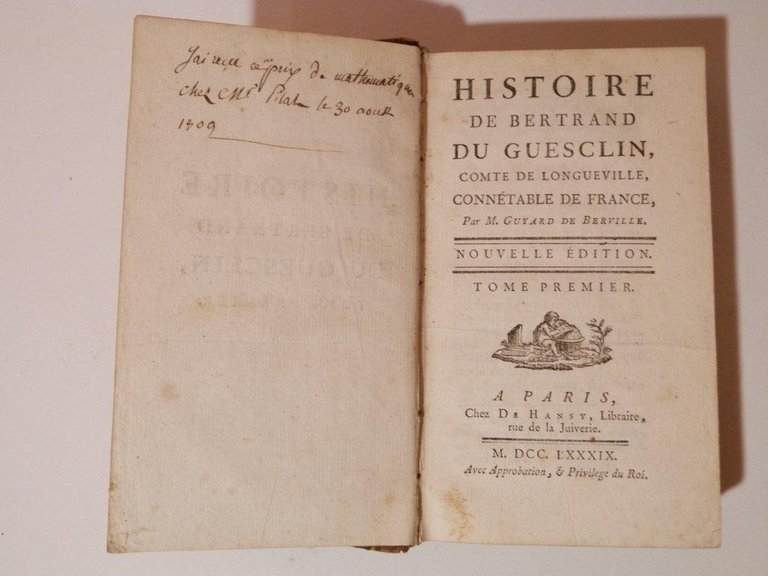 J'ai reçu ce prix de mathematique
chez Mr Pilat le 30 aoust
1809
HISTOIRE
DE BERTRAND
DU GUESCLIN,
COMTE DE LONGUEVILLE,
CONNÉTABLE DE FRANCE,
Par M. GUYARD DE BERVILLE.
NOUVELLE ÉDITION.
TOME PREMIER.
A PARIS,
Chez DE HANSY, Libraire,
rue de la Juiverie.
M. DCC. LXXXIX.
Avec Approbation, & Privilege du Roi.